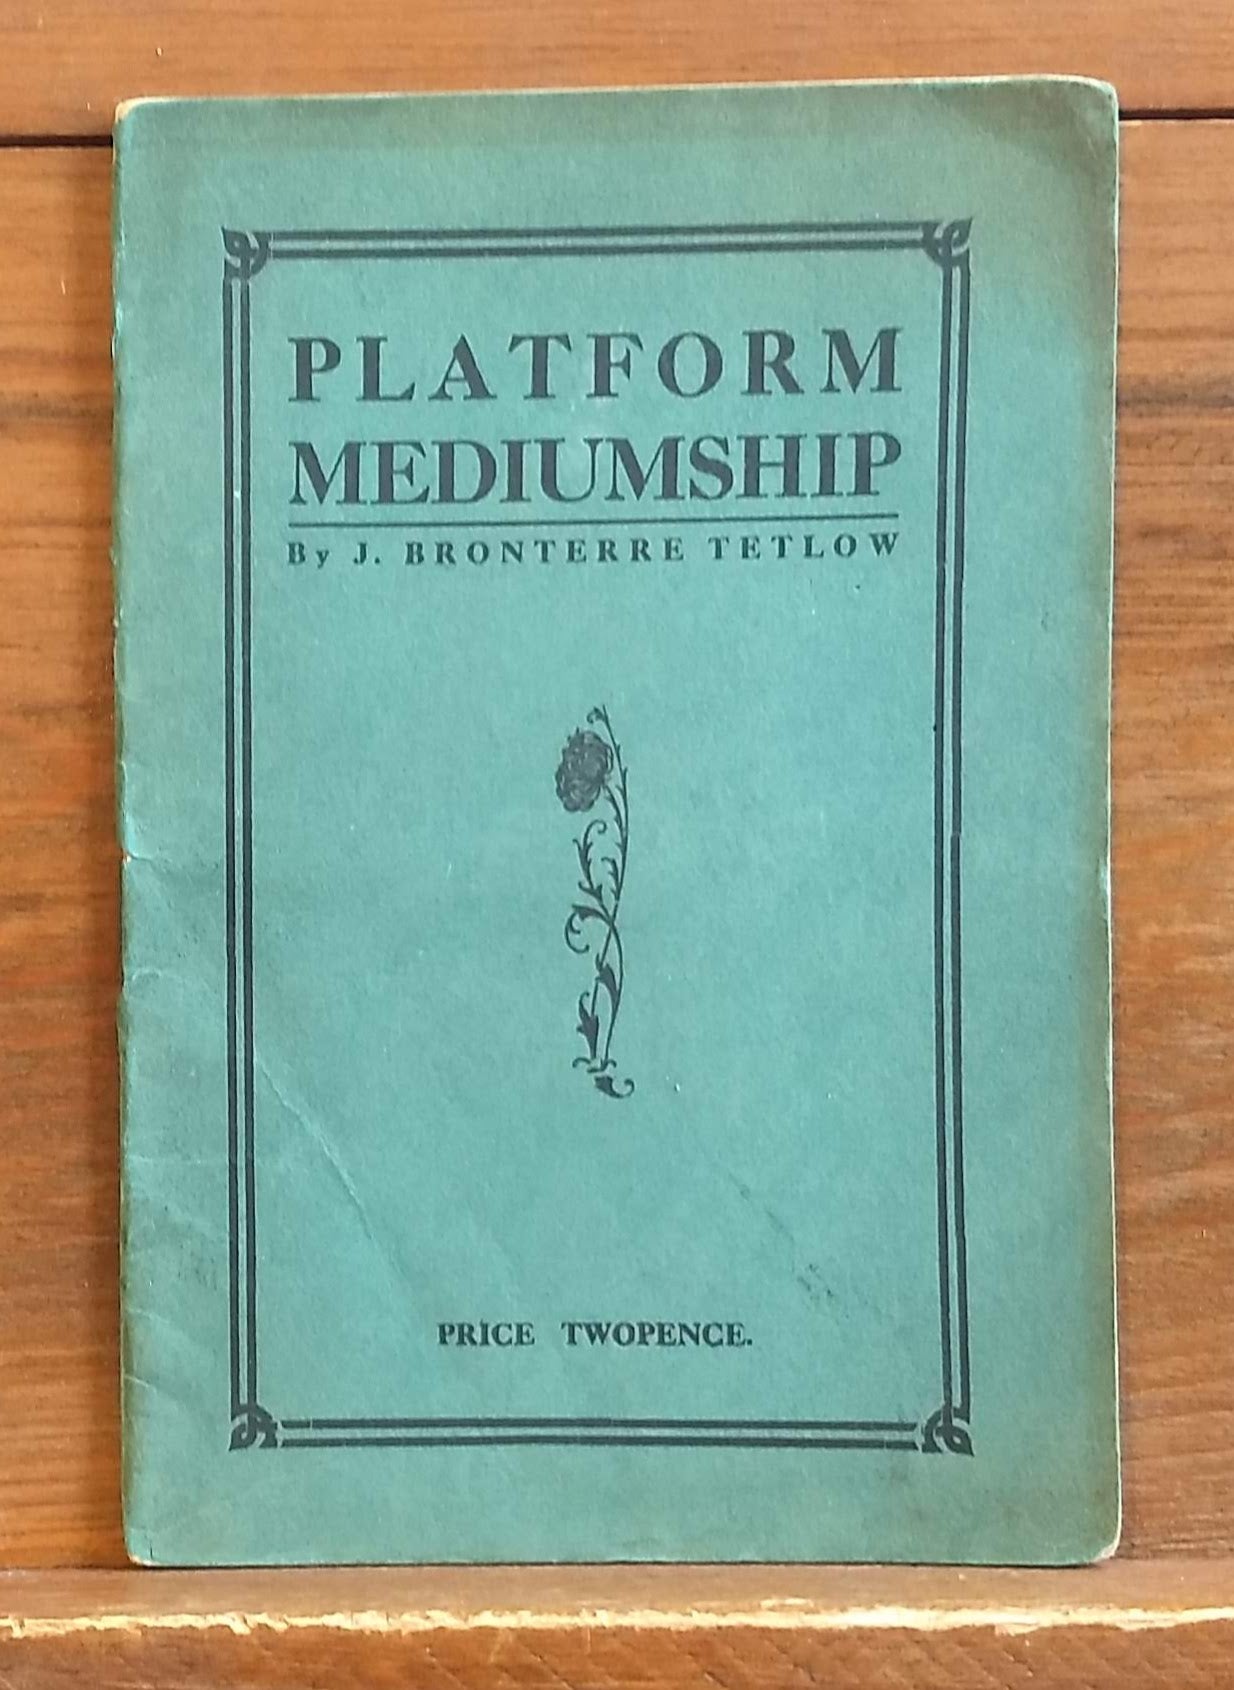 PLATFORM
MEDIUMSHIP
By J. BRONTERRE TETLOW
PRICE TWOPENCE.